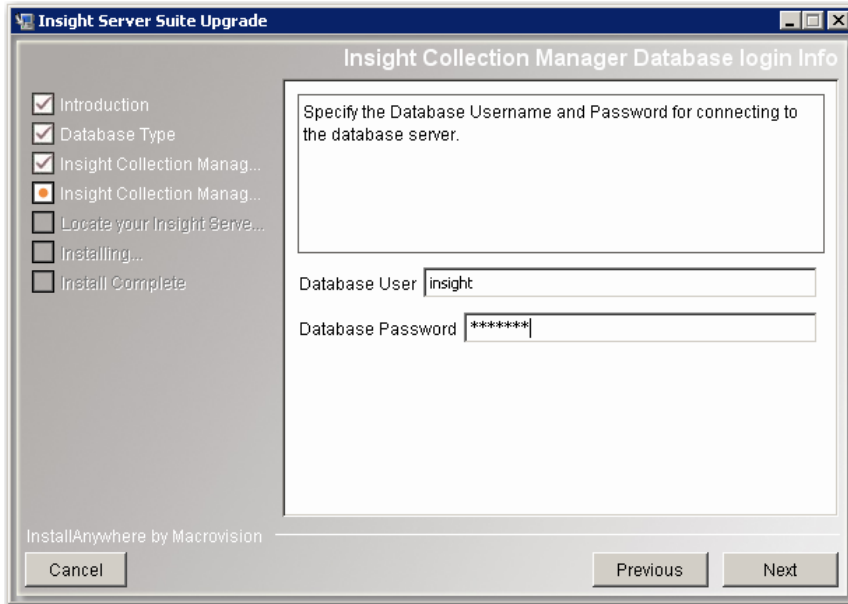 Insight Server Suite Upgrade
Insight Collection Manager Database login Info
Introduction
Database Type
Insight Collection Manag...
Insight Collection Manag...
Locate your Insight Serve...
Installing...
Install Complete
Specify the Database Username and Password for connecting to
the database server.
Database User insight
Database Password *******
InstallAnywhere by Macrovision
Cancel Previous Next